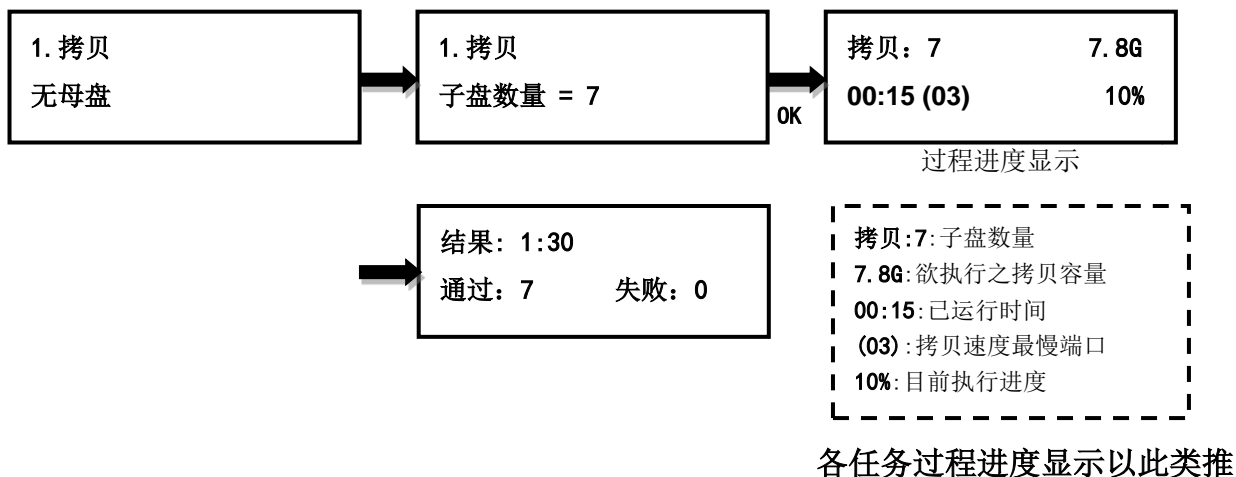 1.拷贝
无母盘
1.拷贝
子盘数量 = 7
OK
拷贝：7 7.8G
00:15 (03) 10%
过程进度显示
结果: 1:30
通过：7 失败：0
拷贝:7:子盘数量
7.8G:欲执行之拷贝容量
00:15:已运行时间
(03):拷贝速度最慢端口
10%:目前执行进度
各任务过程进度显示以此类推